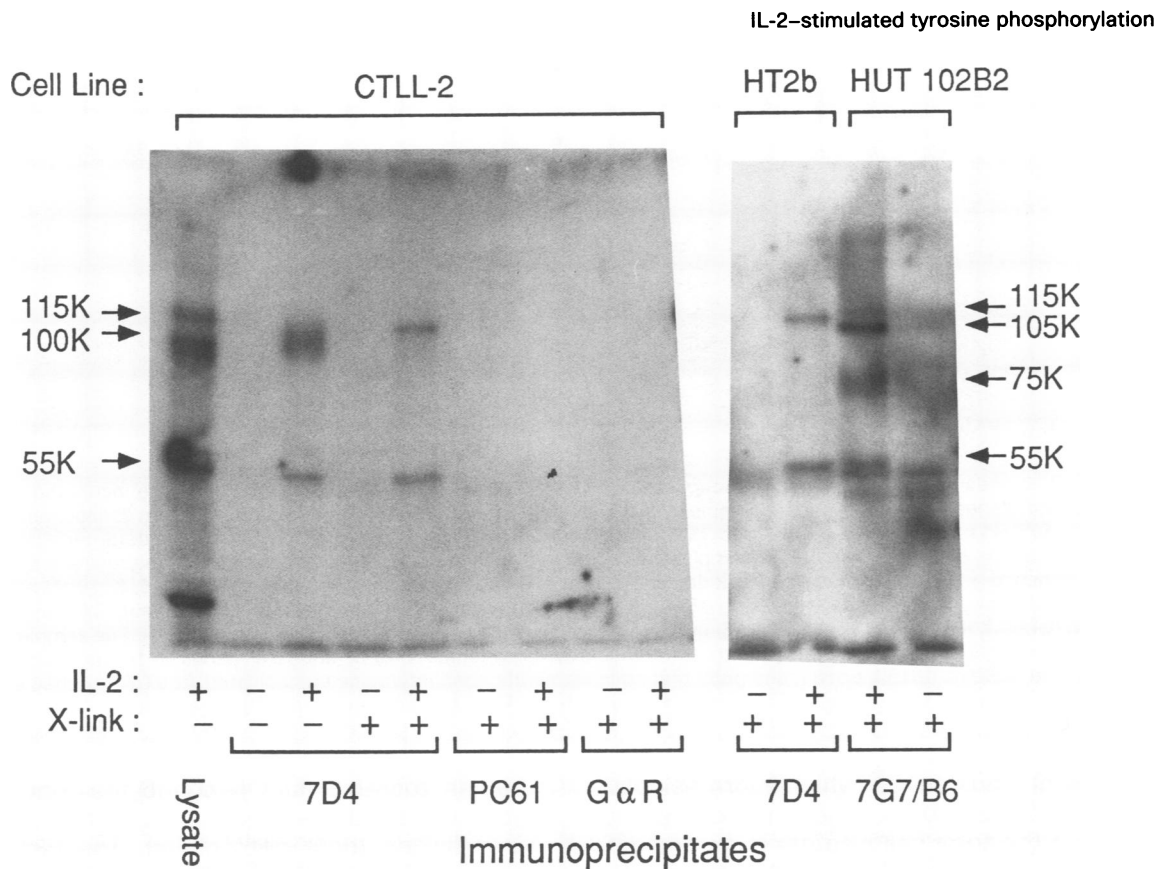 IL-2–stimulated tyrosine phosphorylation
Cell Line : CTLL-2 HT2b HUT 102B2
115K 115K
100K 105K
75K
55K 55K
IL-2 + – + – + – + – + – + + –
X-link : – – – + + + + + + + + + +
7D4 PC61 GαR 7D4 7G7/B6
Lysate
Immunoprecipitates